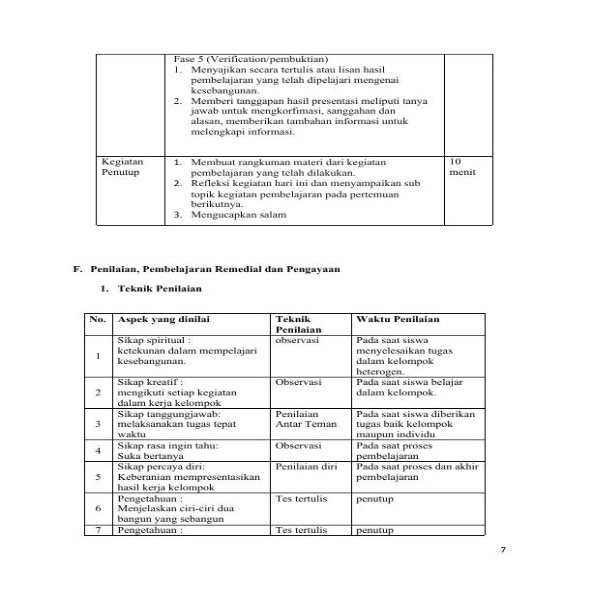 Fase 5 (Verification/pembuktian)
1. Menyajikan secara tertulis atau lisan hasil
pembelajaran yang telah dipelajari mengenai
kesebangunan.
2. Memberi tanggapan hasil presentasi meliputi tanya
jawab untuk mengkorfimasi, sanggahan dan
alasan, memberikan tambahan informasi untuk
melengkapi informasi.
Kegiatan
Penutup
1. Membuat rangkuman materi dari kegiatan
pembelajaran yang telah dilakukan.
2. Refleksi kegiatan hari ini dan menyampaikan sub
topik kegiatan pembelajaran pada pertemuan
berikutnya.
3. Mengucapkan salam
10
menit
F. Penilaian, Pembelajaran Remedial dan Pengayaan
1. Teknik Penilaian
No. Aspek yang dinilai Teknik Waktu Penilaian
Penilaian
Sikap spiritual : observasi Pada saat siswa
1 ketekunan dalam mempelajari menyelesaikan tugas
kesebangunan. dalam kelompok
heterogen.
Sikap kreatif : Observasi Pada saat siswa belajar
2 mengikuti setiap kegiatan dalam kelompok.
dalam kerja kelompok
Sikap tanggungjawab: Penilaian Pada saat siswa diberikan
3 melaksanakan tugas tepat Antar Teman tugas baik kelompok
waktu maupun individu
4 Sikap rasa ingin tahu: Observasi Pada saat proses
Suka bertanya pembelajaran
Sikap percaya diri: Penilaian diri Pada saat proses dan akhir
5 Keberanian mempresentasikan pembelajaran
hasil kerja kelompok
Pengetahuan : Tes tertulis penutup
6 Menjelaskan ciri-ciri dua
bangun yang sebangun
7 Pengetahuan : Tes tertulis penutup
7